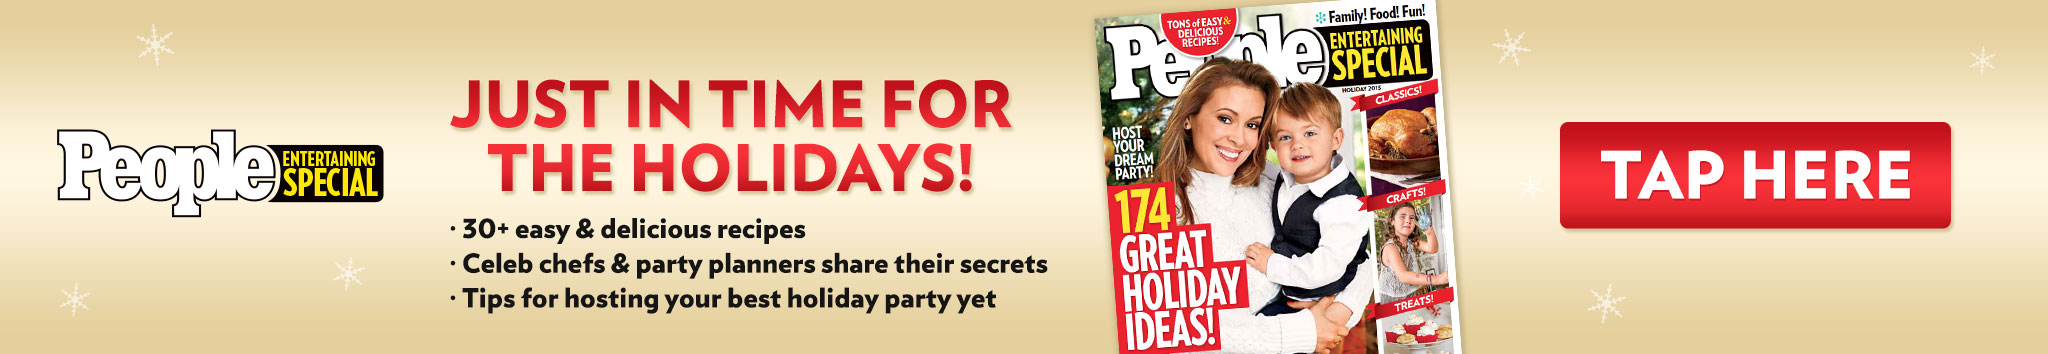 People
ENTERTAINING
SPECIAL
JUST IN TIME FOR
THE HOLIDAYS!
· 30+ easy & delicious recipes
· Celeb chefs & party planners share their secrets
· Tips for hosting your best holiday party yet
TONS of EASY &
DELICIOUS
RECIPES!
Family! Food! Fun!
People
ENTERTAINING
SPECIAL
HOLIDAY 2015
CLASSICS!
HOST
YOUR
DREAM
PARTY!
174
GREAT
HOLIDAY
IDEAS!
CRAFTS!
TREATS!
TAP HERE